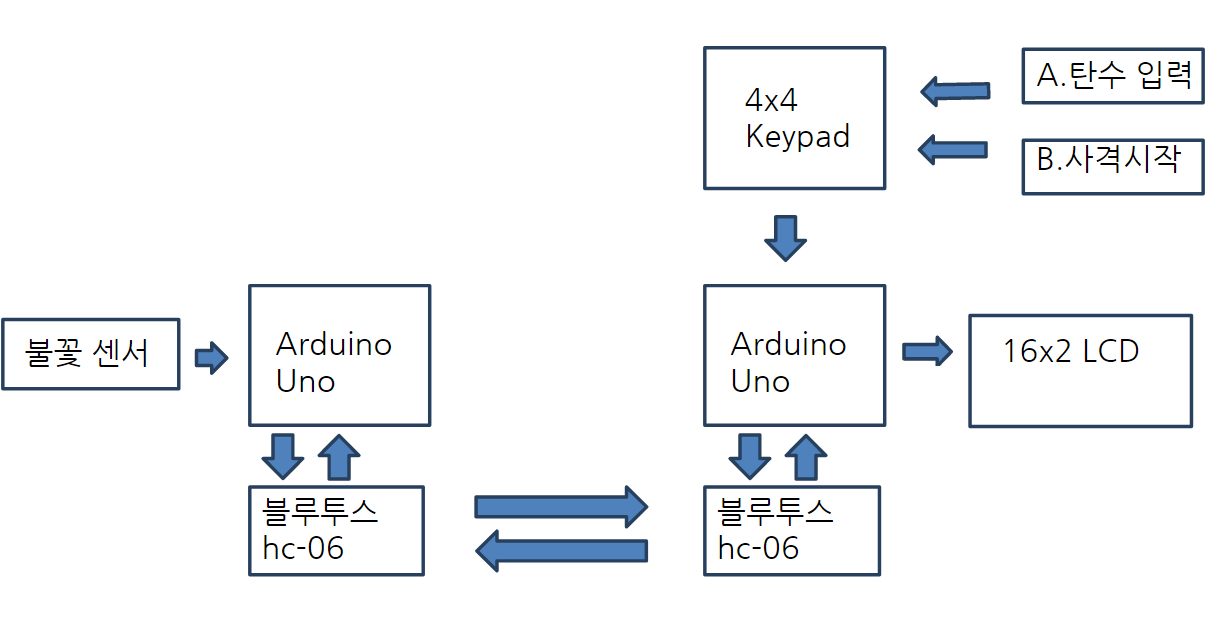 4x4
Keypad
A.탄수 입력
B.사격시작
불꽃 센서
Arduino
Uno
Arduino
Uno
16x2 LCD
블루투스
hc-06
블루투스
hc-06